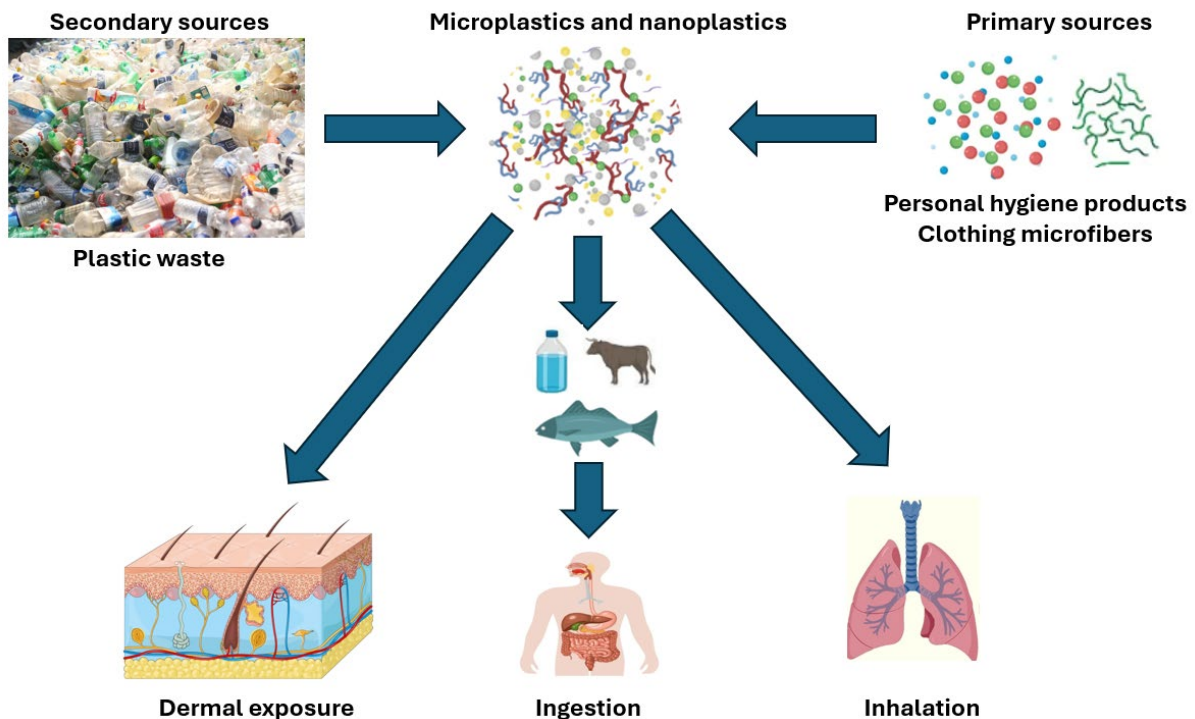 Secondary sources
Microplastics and nanoplastics
Primary sources
Plastic waste
Personal hygiene products
Clothing microfibers
Dermal exposure
Ingestion
Inhalation